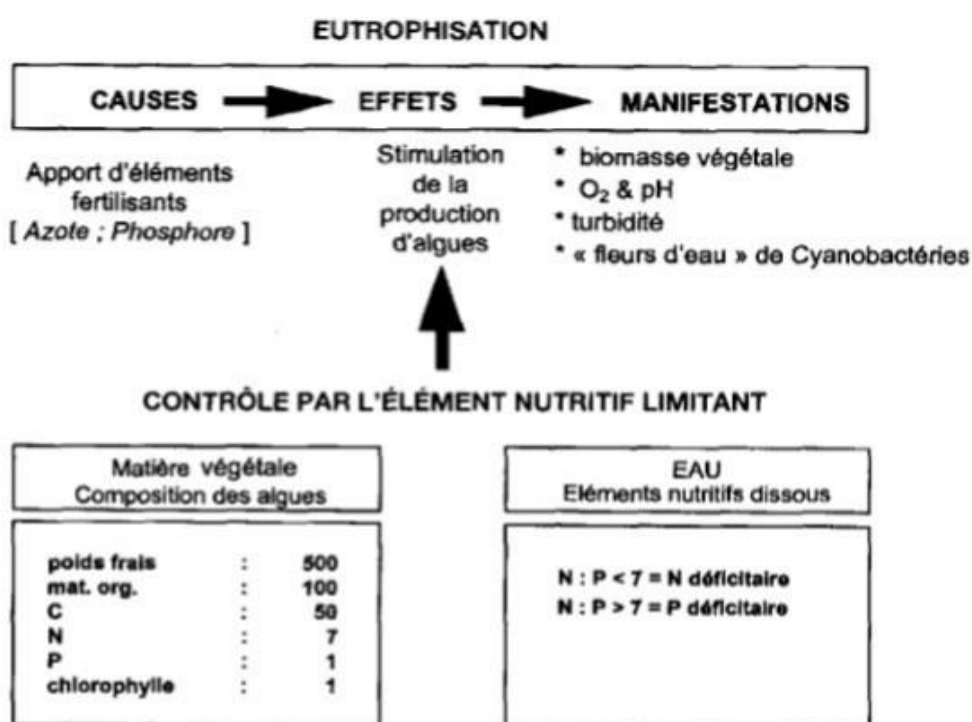 EUTROPHISATION
CAUSES EFFETS MANIFESTATIONS
Apport d'éléments
fertilisants
[ Azote ; Phosphore ]
Stimulation
de la
production
d'algues
* biomasse végétale
* O₂ & pH
* turbidité
* « fleurs d'eau » de Cyanobactéries
CONTRÔLE PAR L'ÉLÉMENT NUTRITIF LIMITANT
Matière végétale
Composition des algues
poids frais : 500
mat. org. : 100
C : 50
N : 7
P : 1
chlorophylle : 1
EAU
Eléments nutritifs dissous
N : P < 7 = N déficitaire
N : P > 7 = P déficitaire